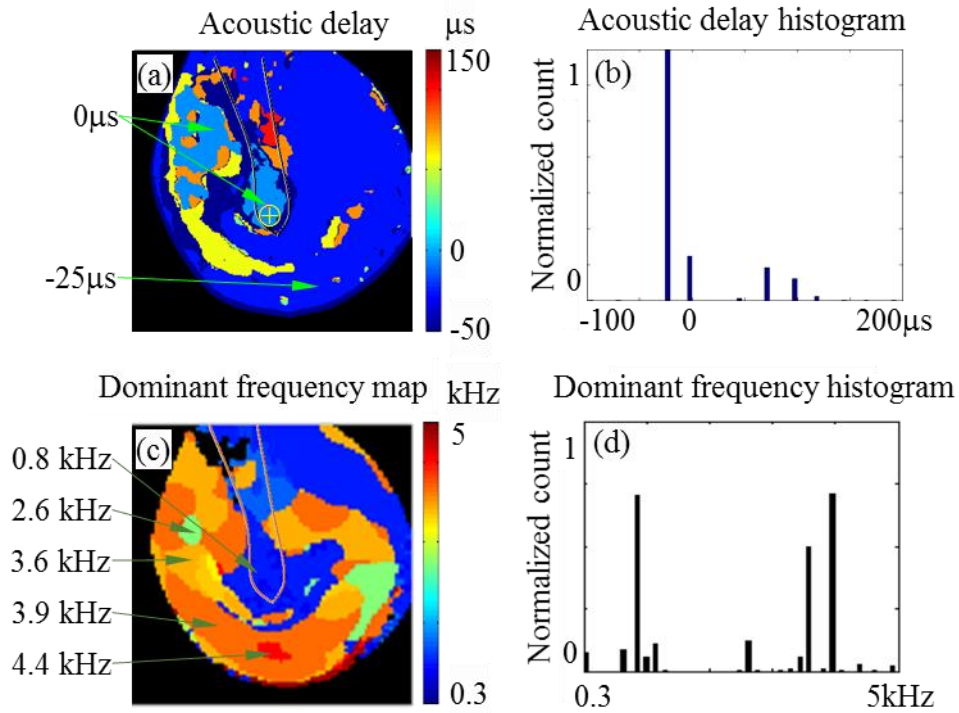 Acoustic delay
μs
Acoustic delay histogram
(a)
150
0μs
0
-25μs
-50
(b)
1
Normalized count
0
-100
0
200μs
Dominant frequency map
kHz
Dominant frequency histogram
(c)
5
0.8 kHz
2.6 kHz
3.6 kHz
3.9 kHz
4.4 kHz
0.3
(d)
1
Normalized count
0
0.3
5kHz